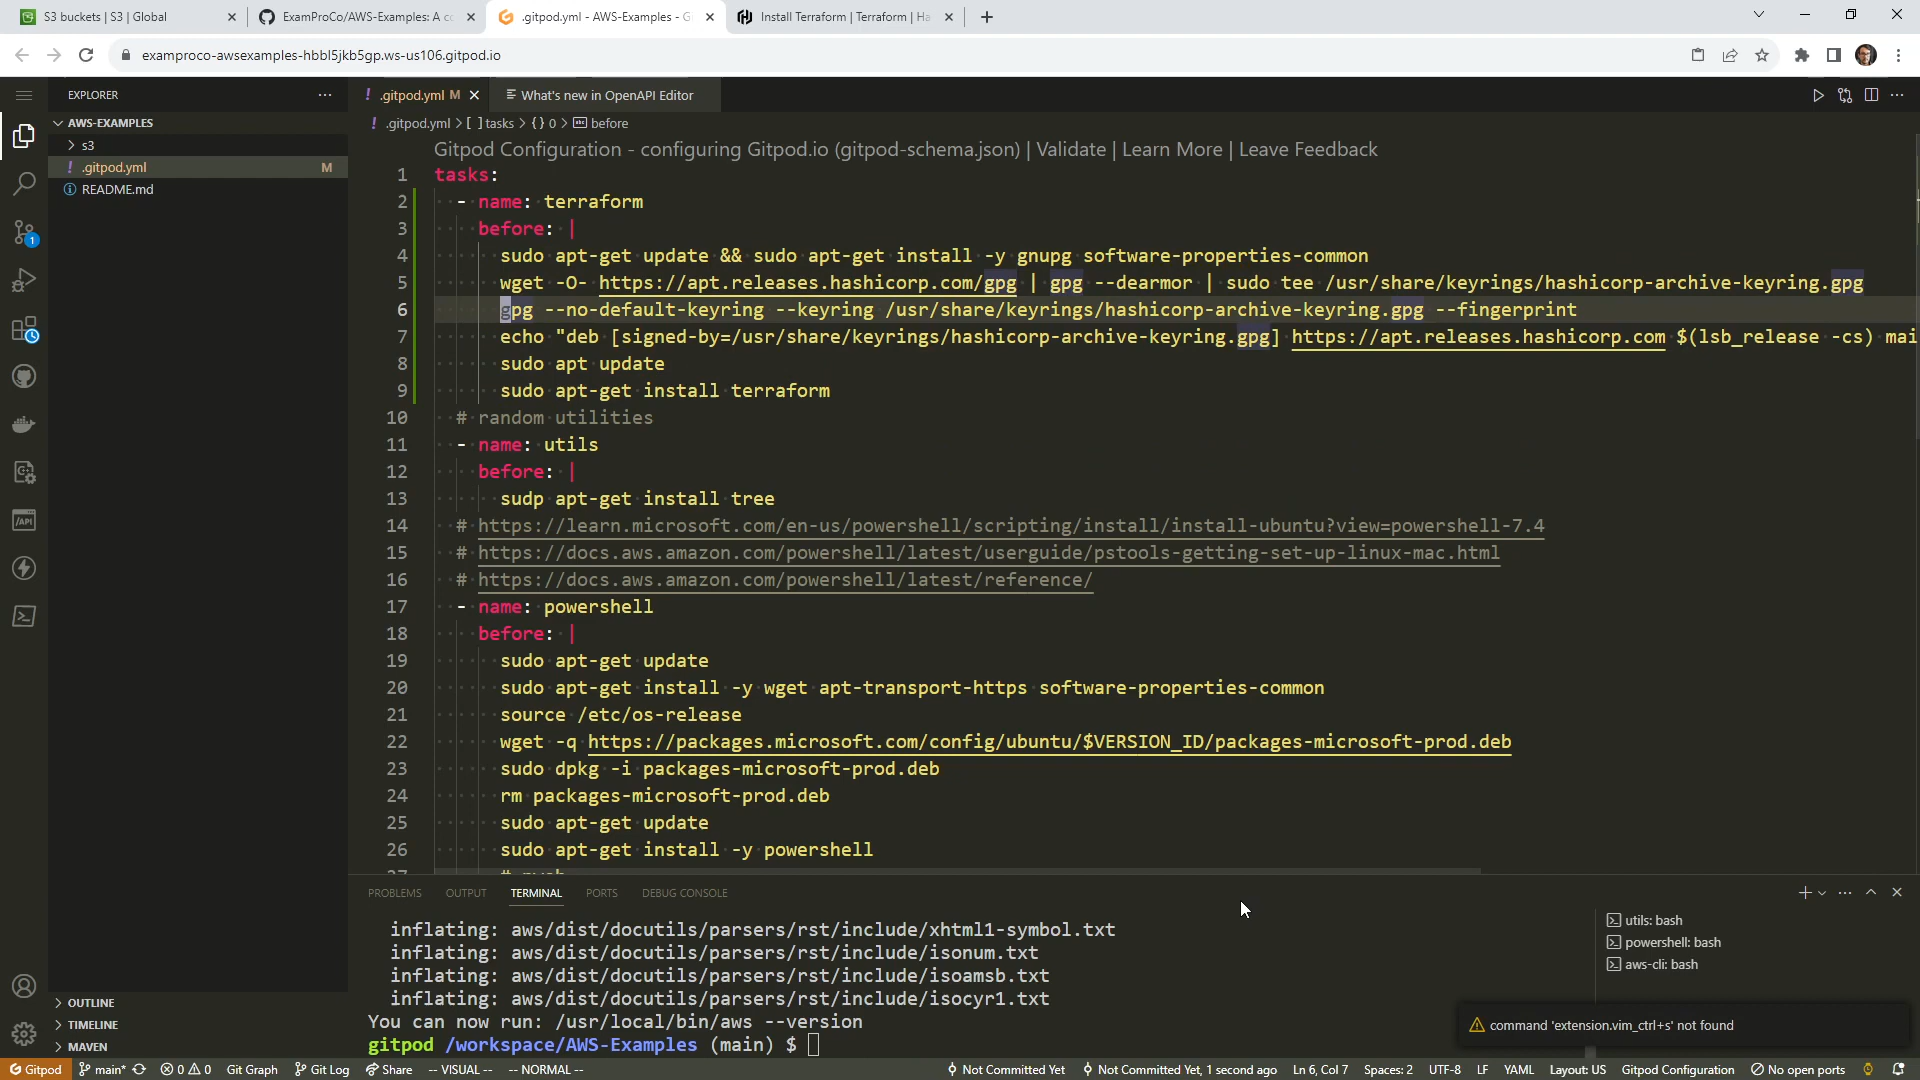 S3 buckets | S3 | Global
ExamProCo/AWS-Examples: A co
.gitpod.yml - AWS-Examples - G
Install Terraform | Terraform | Ha
examproco-awsexamples-hbbl5jkb5gp.ws-us106.gitpod.io
EXPLORER
AWS-EXAMPLES
s3
! .gitpod.yml M
README.md
OUTLINE
TIMELINE
MAVEN
! .gitpod.yml M
What's new in OpenAPI Editor
! .gitpod.yml > [ ] tasks > { } 0 > abc before
Gitpod Configuration - configuring Gitpod.io (gitpod-schema.json) | Validate | Learn More | Leave Feedback
1 tasks:
2 - name: terraform
3 before: |
4 sudo apt-get update && sudo apt-get install -y gnupg software-properties-common
5 wget -O- https://apt.releases.hashicorp.com/gpg | gpg --dearmor | sudo tee /usr/share/keyrings/hashicorp-archive-keyring.gpg
6 gpg --no-default-keyring --keyring /usr/share/keyrings/hashicorp-archive-keyring.gpg --fingerprint
7 echo "deb [signed-by=/usr/share/keyrings/hashicorp-archive-keyring.gpg] https://apt.releases.hashicorp.com $(lsb_release -cs) mai
8 sudo apt update
9 sudo apt-get install terraform
10 # random utilities
11 - name: utils
12 before: |
13 sudp apt-get install tree
14 # https://learn.microsoft.com/en-us/powershell/scripting/install/install-ubuntu?view=powershell-7.4
15 # https://docs.aws.amazon.com/powershell/latest/userguide/pstools-getting-set-up-linux-mac.html
16 # https://docs.aws.amazon.com/powershell/latest/reference/
17 - name: powershell
18 before: |
19 sudo apt-get update
20 sudo apt-get install -y wget apt-transport-https software-properties-common
21 source /etc/os-release
22 wget -q https://packages.microsoft.com/config/ubuntu/$VERSION_ID/packages-microsoft-prod.deb
23 sudo dpkg -i packages-microsoft-prod.deb
24 rm packages-microsoft-prod.deb
25 sudo apt-get update
26 sudo apt-get install -y powershell
PROBLEMS OUTPUT TERMINAL PORTS DEBUG CONSOLE
inflating: aws/dist/docutils/parsers/rst/include/xhtml1-symbol.txt
inflating: aws/dist/docutils/parsers/rst/include/isonum.txt
inflating: aws/dist/docutils/parsers/rst/include/isoamsb.txt
inflating: aws/dist/docutils/parsers/rst/include/isocyr1.txt
You can now run: /usr/local/bin/aws --version
gitpod /workspace/AWS-Examples (main) $
utils: bash
powershell: bash
aws-cli: bash
command 'extension.vim_ctrl+s' not found
Gitpod main* 0 0 Git Graph Git Log Share -- VISUAL -- -- NORMAL -- Not Committed Yet Not Committed Yet, 1 second ago Ln 6, Col 7 Spaces: 2 UTF-8 LF YAML Layout: US Gitpod Configuration No open ports